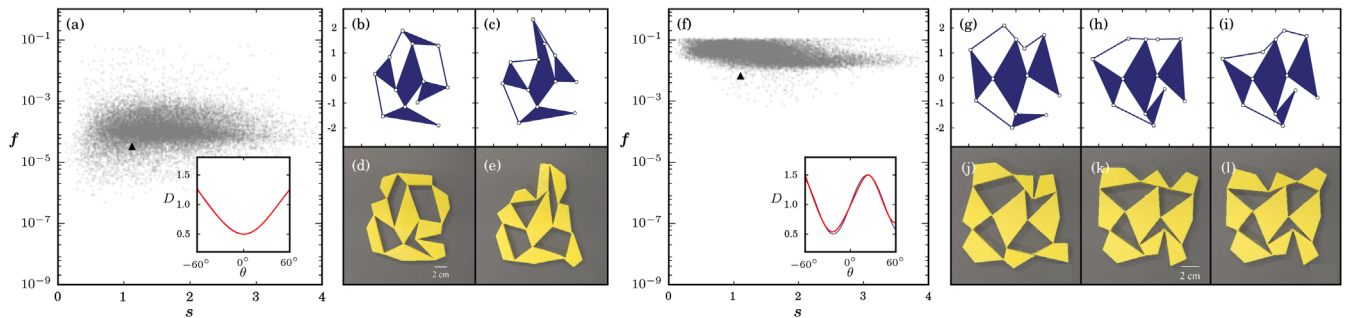 (a)
10⁻¹
10⁻³
f
10⁻⁵
10⁻⁷
10⁻⁹
0
1
2
3
4
s
1.5
D 1.0
0.5
−60° 0° 60°
θ
(b)
(c)
2
1
0
-1
-2
(d)
(e)
2 cm
(f)
10⁻¹
10⁻³
f
10⁻⁵
10⁻⁷
10⁻⁹
0
1
2
3
4
s
1.5
D 1.0
0.5
−60° 0° 60°
θ
(g)
(h)
(i)
2
1
0
-1
-2
(j)
(k)
(l)
2 cm